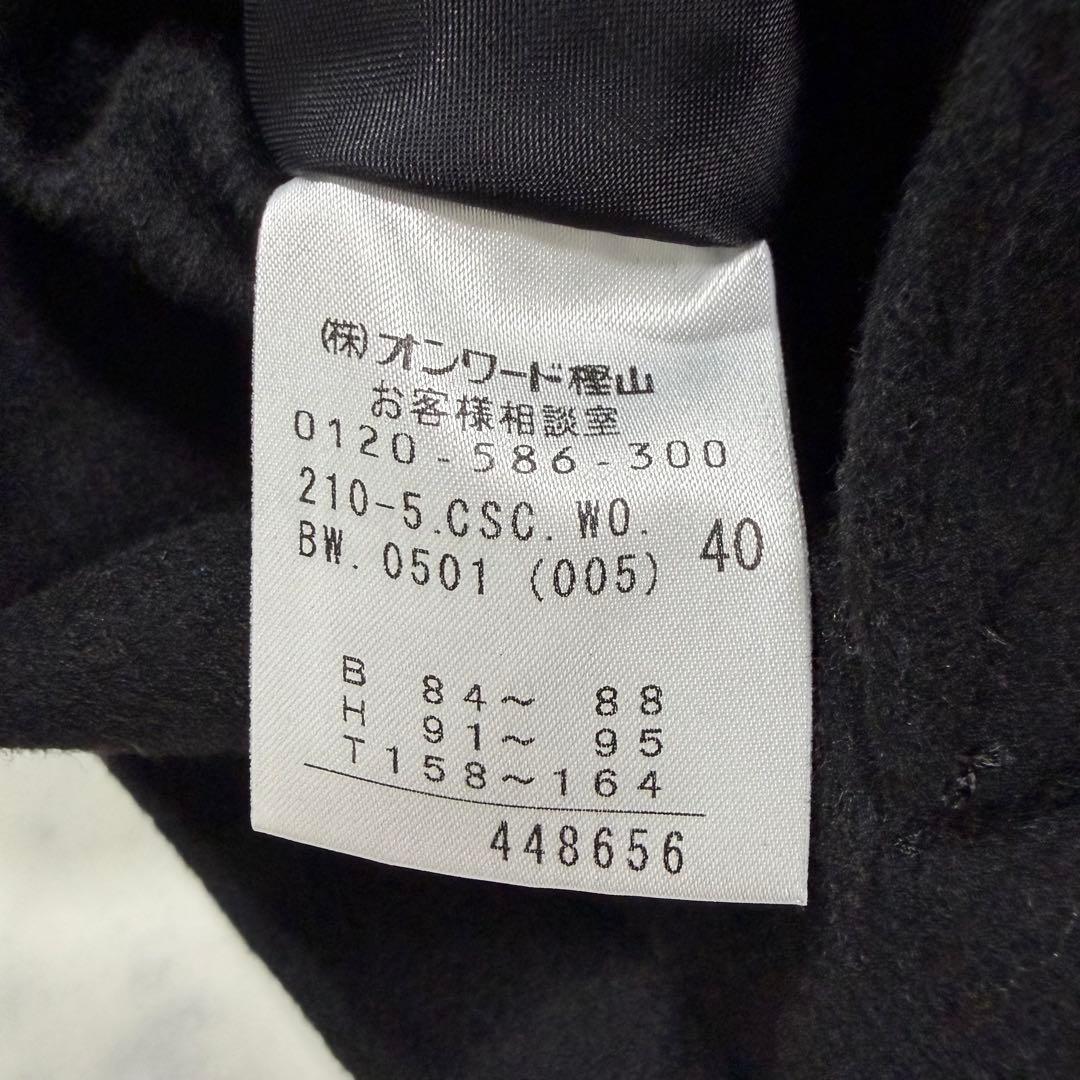 (株)オンワード樫山
お客様相談室
0120-586-300
210-5.CSC.WO.
BW.0501 (005) 40
B 84～ 88
H 91～ 95
T158～164
448656